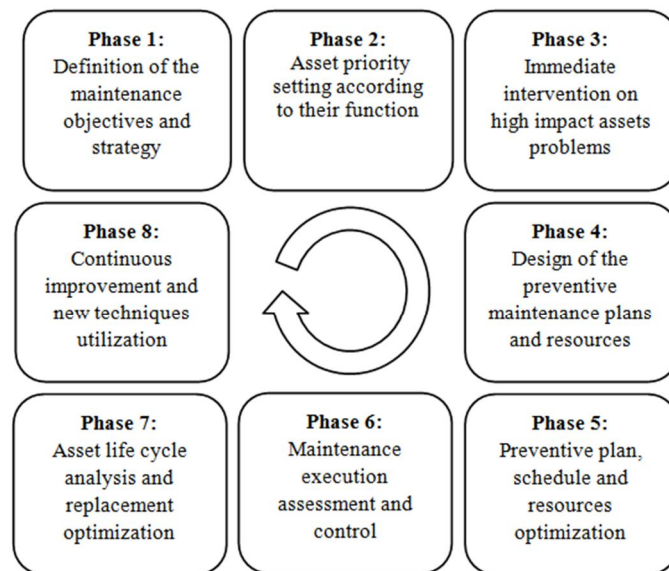 Phase 1:
Definition of the
maintenance
objectives and
strategy
Phase 2:
Asset priority
setting according
to their function
Phase 3:
Immediate
intervention on
high impact assets
problems
Phase 8:
Continuous
improvement and
new techniques
utilization
Phase 4:
Design of the
preventive
maintenance plans
and resources
Phase 7:
Asset life cycle
analysis and
replacement
optimization
Phase 6:
Maintenance
execution
assessment and
control
Phase 5:
Preventive plan,
schedule and
resources
optimization